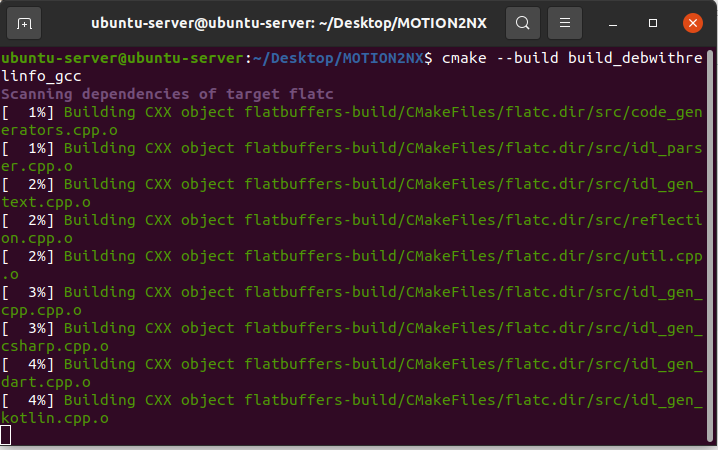 ubuntu-server@ubuntu-server: ~/Desktop/MOTION2NX
ubuntu-server@ubuntu-server:~/Desktop/MOTION2NX$ cmake --build build_debwithre
linfo_gcc
Scanning dependencies of target flatc
[  1%] Building CXX object flatbuffers-build/CMakeFiles/flatc.dir/src/code_gen
erators.cpp.o
[  1%] Building CXX object flatbuffers-build/CMakeFiles/flatc.dir/src/idl_pars
er.cpp.o
[  2%] Building CXX object flatbuffers-build/CMakeFiles/flatc.dir/src/idl_gen_
text.cpp.o
[  2%] Building CXX object flatbuffers-build/CMakeFiles/flatc.dir/src/reflecti
on.cpp.o
[  2%] Building CXX object flatbuffers-build/CMakeFiles/flatc.dir/src/util.cpp
.o
[  3%] Building CXX object flatbuffers-build/CMakeFiles/flatc.dir/src/idl_gen_
cpp.cpp.o
[  3%] Building CXX object flatbuffers-build/CMakeFiles/flatc.dir/src/idl_gen_
csharp.cpp.o
[  4%] Building CXX object flatbuffers-build/CMakeFiles/flatc.dir/src/idl_gen_
dart.cpp.o
[  4%] Building CXX object flatbuffers-build/CMakeFiles/flatc.dir/src/idl_gen_
kotlin.cpp.o